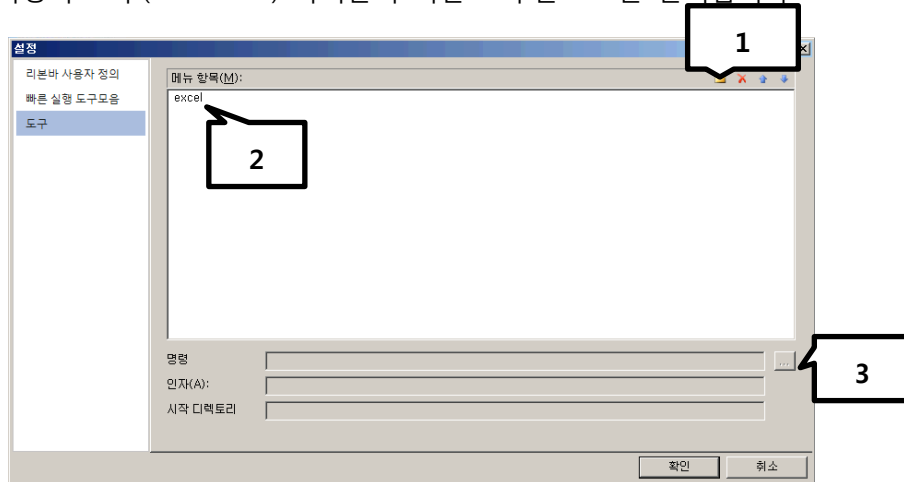 1
설정
리본바 사용자 정의
빠른 실행 도구모음
도구
메뉴 항목(M):
excel
2
명령
인자(A):
시작 디렉토리
...
3
확인
취소